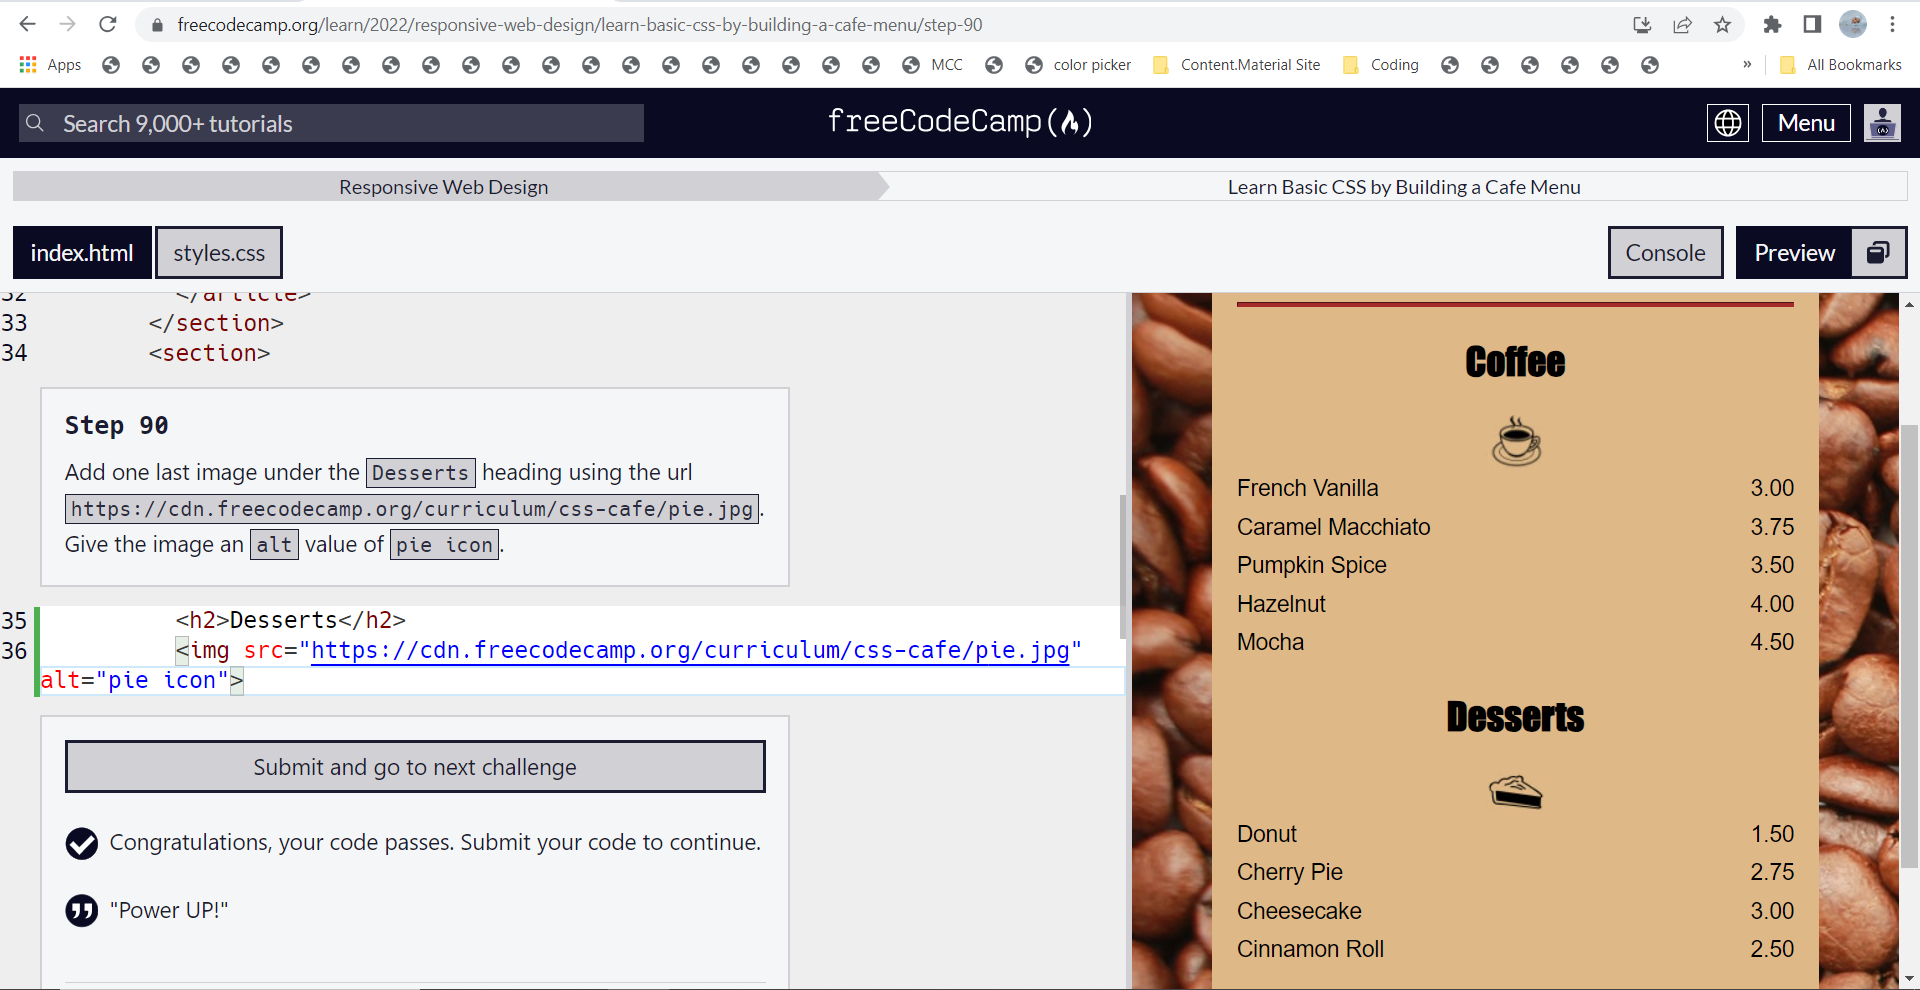 freecodecamp.org/learn/2022/responsive-web-design/learn-basic-css-by-building-a-cafe-menu/step-90
Apps MCC color picker Content.Material Site Coding » All Bookmarks
Search 9,000+ tutorials freeCodeCamp Menu
Responsive Web Design Learn Basic CSS by Building a Cafe Menu
index.html styles.css Console Preview
32 </article>
33 </section>
34 <section>
Step 90
Add one last image under the Desserts heading using the url
https://cdn.freecodecamp.org/curriculum/css-cafe/pie.jpg.
Give the image an alt value of pie icon.
35 <h2>Desserts</h2>
36 <img src="https://cdn.freecodecamp.org/curriculum/css-cafe/pie.jpg"
alt="pie icon">
Submit and go to next challenge
Congratulations, your code passes. Submit your code to continue.
"Power UP!"
Coffee
French Vanilla 3.00
Caramel Macchiato 3.75
Pumpkin Spice 3.50
Hazelnut 4.00
Mocha 4.50
Desserts
Donut 1.50
Cherry Pie 2.75
Cheesecake 3.00
Cinnamon Roll 2.50